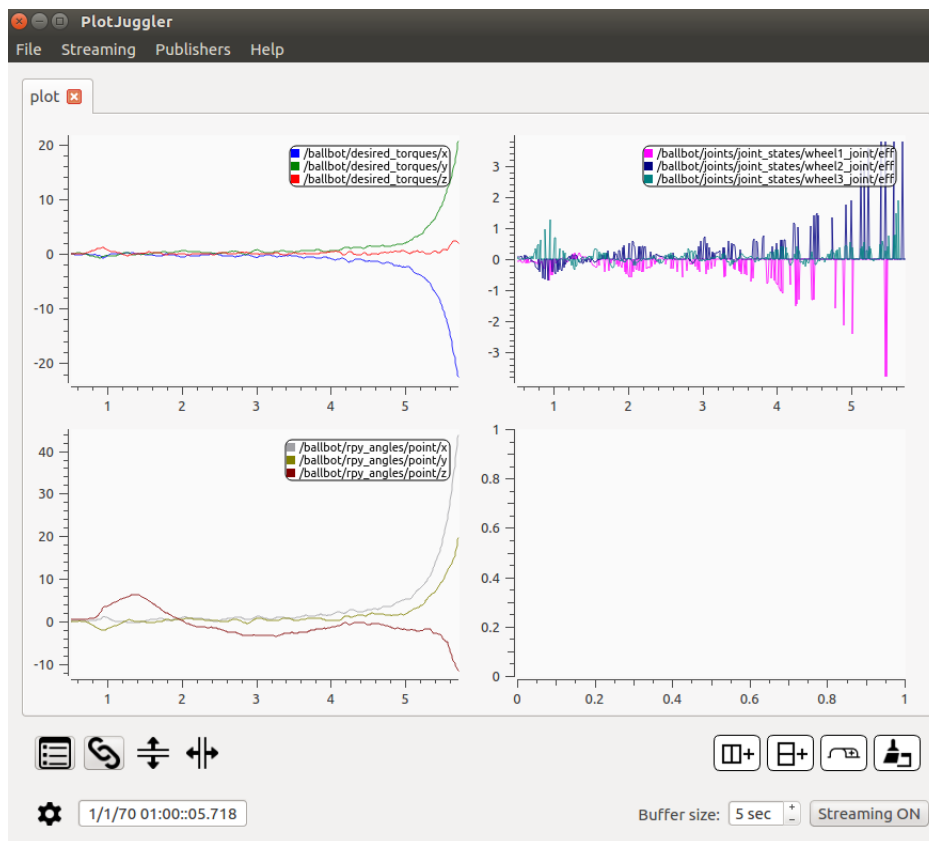 PlotJuggler
File Streaming Publishers Help
plot
/ballbot/desired_torques/x
/ballbot/desired_torques/y
/ballbot/desired_torques/z
20
10
0
-10
-20
1 2 3 4 5
/ballbot/joints/joint_states/wheel1_joint/eff
/ballbot/joints/joint_states/wheel2_joint/eff
/ballbot/joints/joint_states/wheel3_joint/eff
3
2
1
0
-1
-2
-3
1 2 3 4 5
/ballbot/rpy_angles/point/x
/ballbot/rpy_angles/point/y
/ballbot/rpy_angles/point/z
40
30
20
10
0
-10
1 2 3 4 5
1
0.8
0.6
0.4
0.2
0
0 0.2 0.4 0.6 0.8 1
1/1/70 01:00::05.718
Buffer size: 5 sec
Streaming ON